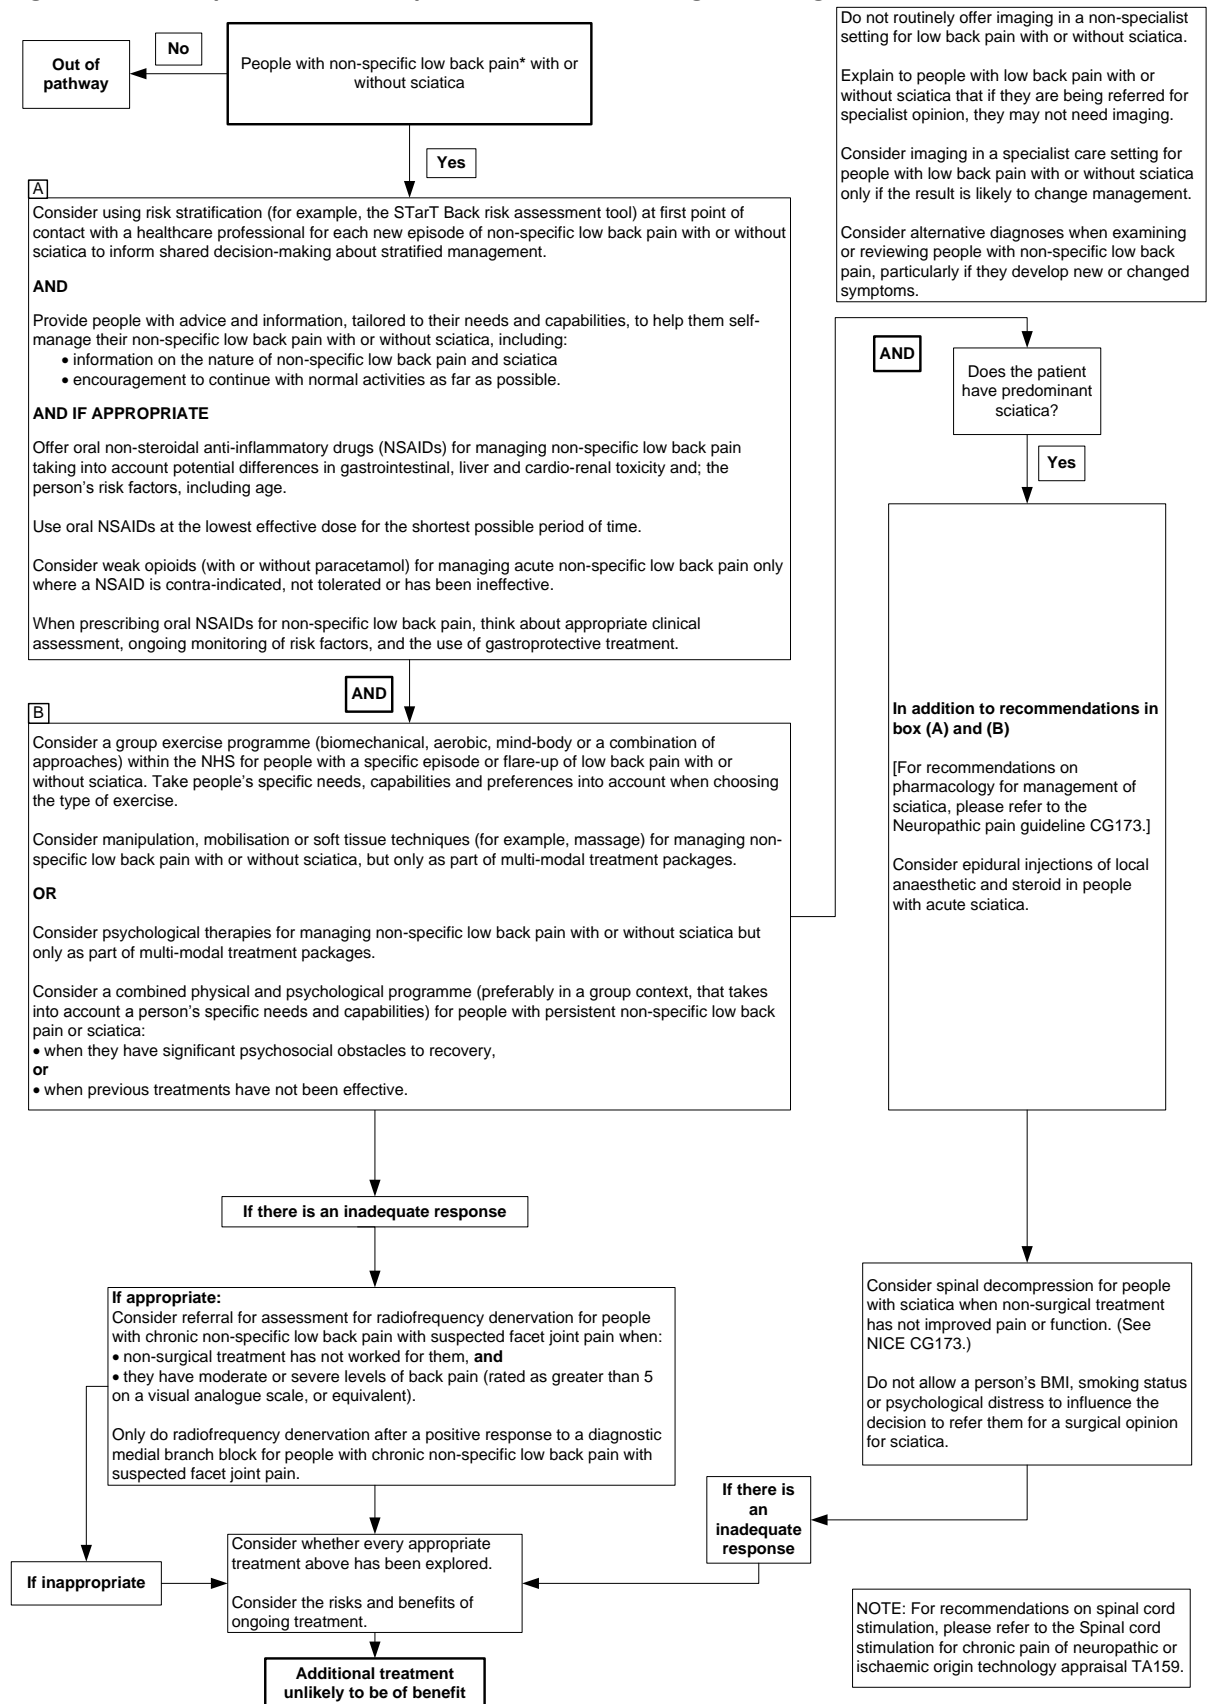 No
Out of
pathway
People with non-specific low back pain* with or
without sciatica
Yes
A
Consider using risk stratification (for example, the STarT Back risk assessment tool) at first point of
contact with a healthcare professional for each new episode of non-specific low back pain with or without
sciatica to inform shared decision-making about stratified management.
AND
Provide people with advice and information, tailored to their needs and capabilities, to help them self-
manage their non-specific low back pain with or without sciatica, including:
• information on the nature of non-specific low back pain and sciatica
• encouragement to continue with normal activities as far as possible.
AND IF APPROPRIATE
Offer oral non-steroidal anti-inflammatory drugs (NSAIDs) for managing non-specific low back pain
taking into account potential differences in gastrointestinal, liver and cardio-renal toxicity and; the
person's risk factors, including age.
Use oral NSAIDs at the lowest effective dose for the shortest possible period of time.
Consider weak opioids (with or without paracetamol) for managing acute non-specific low back pain only
where a NSAID is contra-indicated, not tolerated or has been ineffective.
When prescribing oral NSAIDs for non-specific low back pain, think about appropriate clinical
assessment, ongoing monitoring of risk factors, and the use of gastroprotective treatment.
AND
B
Consider a group exercise programme (biomechanical, aerobic, mind-body or a combination of
approaches) within the NHS for people with a specific episode or flare-up of low back pain with or
without sciatica. Take people's specific needs, capabilities and preferences into account when choosing
the type of exercise.
Consider manipulation, mobilisation or soft tissue techniques (for example, massage) for managing non-
specific low back pain with or without sciatica, but only as part of multi-modal treatment packages.
OR
Consider psychological therapies for managing non-specific low back pain with or without sciatica but
only as part of multi-modal treatment packages.
Consider a combined physical and psychological programme (preferably in a group context, that takes
into account a person's specific needs and capabilities) for people with persistent non-specific low back
pain or sciatica:
• when they have significant psychosocial obstacles to recovery,
or
• when previous treatments have not been effective.
If there is an inadequate response
If appropriate:
Consider referral for assessment for radiofrequency denervation for people
with chronic non-specific low back pain with suspected facet joint pain when:
• non-surgical treatment has not worked for them, and
• they have moderate or severe levels of back pain (rated as greater than 5
on a visual analogue scale, or equivalent).
Only do radiofrequency denervation after a positive response to a diagnostic
medial branch block for people with chronic non-specific low back pain with
suspected facet joint pain.
If inappropriate
Consider whether every appropriate
treatment above has been explored.
Consider the risks and benefits of
ongoing treatment.
Additional treatment
unlikely to be of benefit
Do not routinely offer imaging in a non-specialist
setting for low back pain with or without sciatica.
Explain to people with low back pain with or
without sciatica that if they are being referred for
specialist opinion, they may not need imaging.
Consider imaging in a specialist care setting for
people with low back pain with or without sciatica
only if the result is likely to change management.
Consider alternative diagnoses when examining
or reviewing people with non-specific low back
pain, particularly if they develop new or changed
symptoms.
AND
Does the patient
have predominant
sciatica?
Yes
In addition to recommendations in
box (A) and (B)
[For recommendations on
pharmacology for management of
sciatica, please refer to the
Neuropathic pain guideline CG173.]
Consider epidural injections of local
anaesthetic and steroid in people
with acute sciatica.
Consider spinal decompression for people
with sciatica when non-surgical treatment
has not improved pain or function. (See
NICE CG173.)
Do not allow a person's BMI, smoking status
or psychological distress to influence the
decision to refer them for a surgical opinion
for sciatica.
If there is
an
inadequate
response
NOTE: For recommendations on spinal cord
stimulation, please refer to the Spinal cord
stimulation for chronic pain of neuropathic or
ischaemic origin technology appraisal TA159.